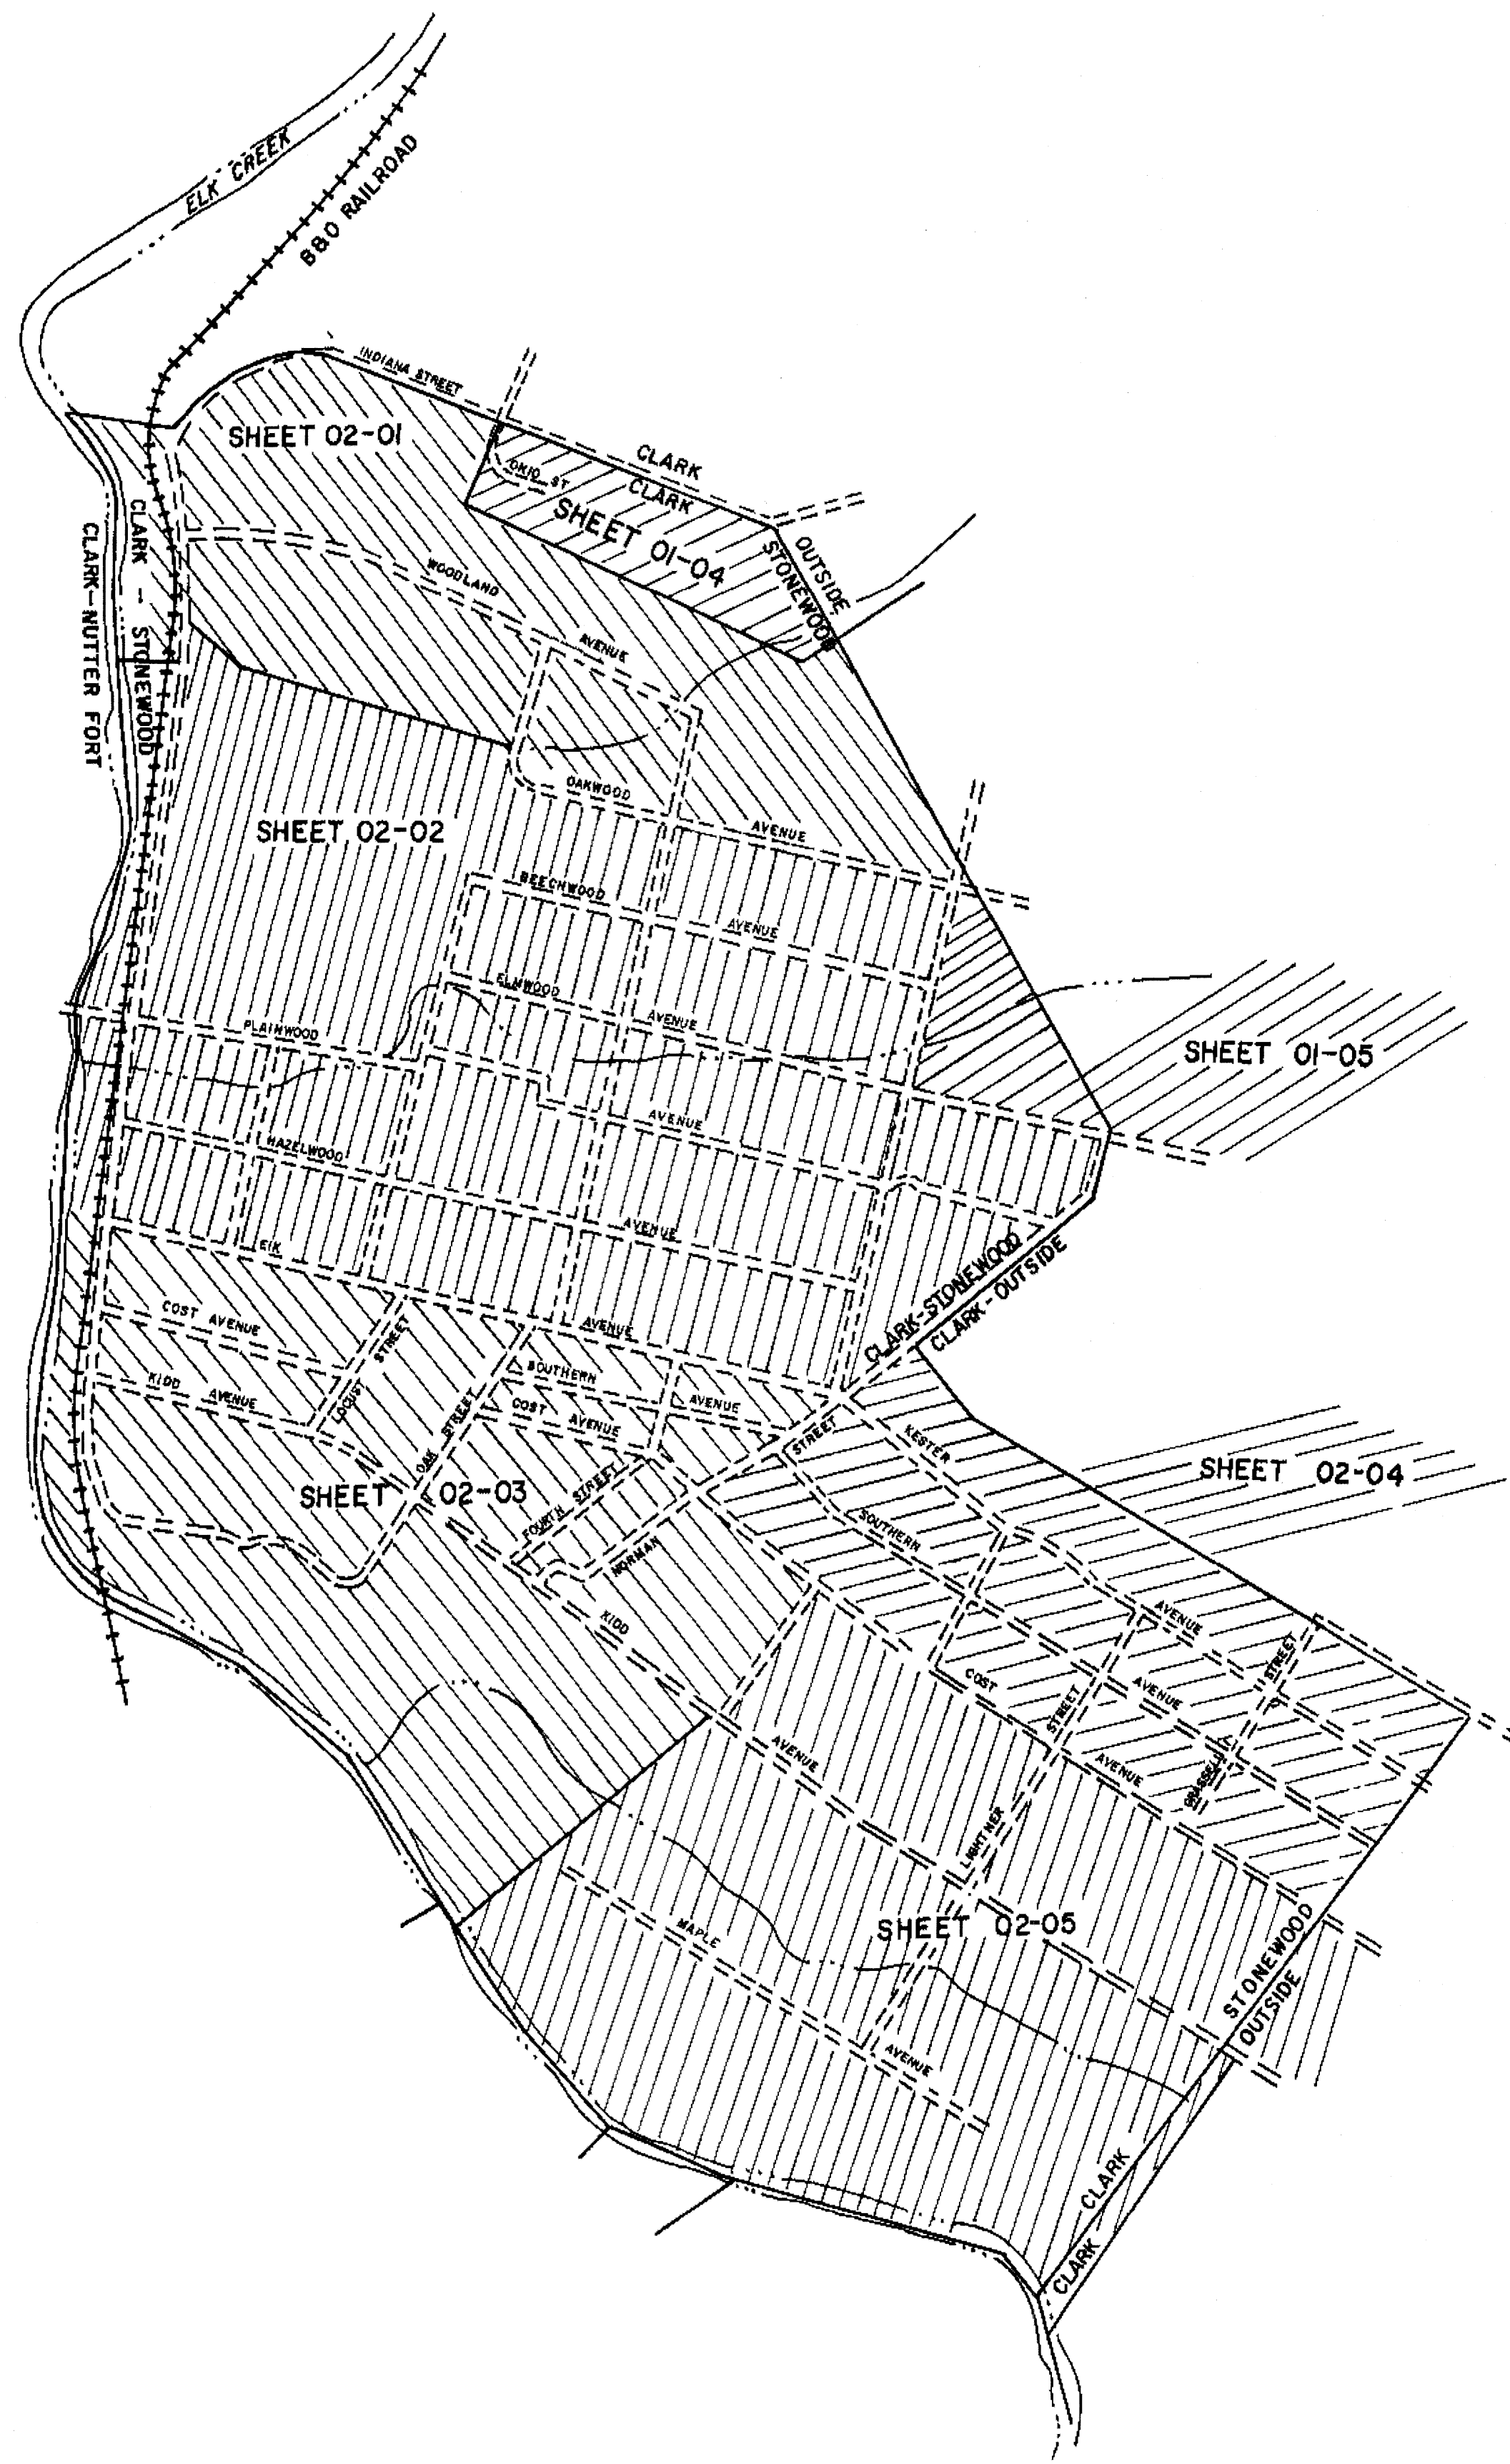 ELK CREEK
B&O RAILROAD
INDIANA STREET
SHEET 02-01
CLARK
CLARK
OHIO ST
SHEET 01-04
OUTSIDE
STONEWOOD
CLARK - STONEWOOD
CLARK-NUTTER FORT
WOODLAND
AVENUE
OAKWOOD
AVENUE
SHEET 02-02
BEECHWOOD
AVENUE
ELMWOOD
AVENUE
PLAINWOOD
AVENUE
SHEET 01-05
HAZELWOOD
AVENUE
ELK
AVENUE
CLARK-STONEWOOD
CLARK-OUTSIDE
COST AVENUE
LOCUST STREET
KIDD AVENUE
SOUTHERN
AVENUE
COST AVENUE
OAK STREET
STREET
KESTER
SHEET 02-03
FOURTH STREET
NORMAN
SOUTHERN
SHEET 02-04
KIDD
AVENUE
STREET
COST
STREET
AVENUE
AVENUE
AVENUE
GRASSELLI
LIGHTNER
SHEET 02-05
MAPLE
AVENUE
STONEWOOD
OUTSIDE
CLARK
CLARK